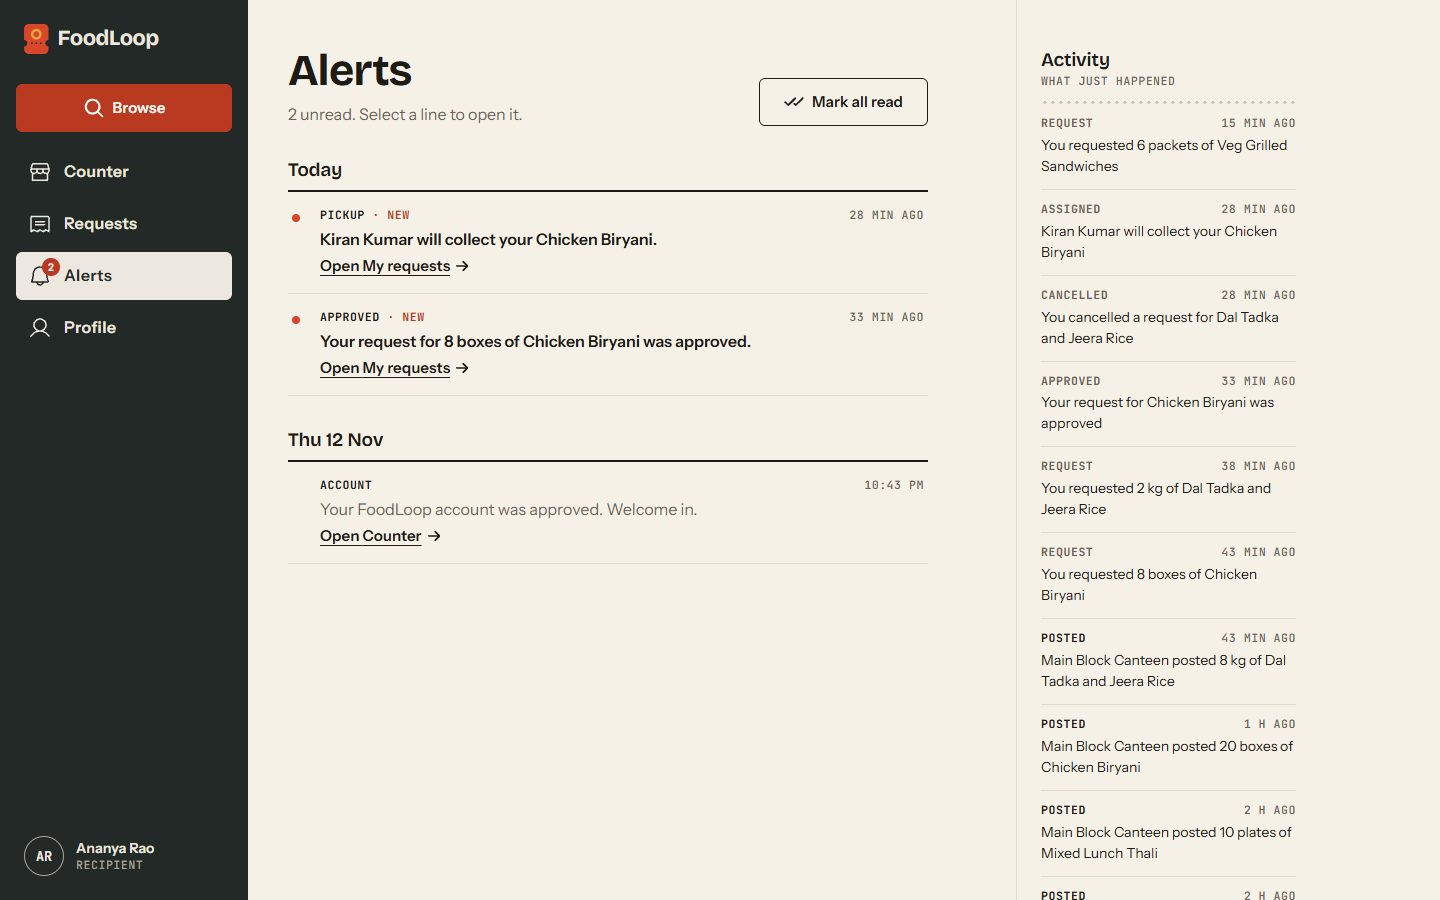 FoodLoop
Browse
Counter
Requests
2
Alerts
Profile
AR
Ananya Rao
RECIPIENT
Alerts
2 unread. Select a line to open it.
Mark all read
Today
PICKUP · NEW 28 MIN AGO
Kiran Kumar will collect your Chicken Biryani.
Open My requests →
APPROVED · NEW 33 MIN AGO
Your request for 8 boxes of Chicken Biryani was approved.
Open My requests →
Thu 12 Nov
ACCOUNT 10:43 PM
Your FoodLoop account was approved. Welcome in.
Open Counter →
Activity
WHAT JUST HAPPENED
REQUEST 15 MIN AGO
You requested 6 packets of Veg Grilled
Sandwiches
ASSIGNED 28 MIN AGO
Kiran Kumar will collect your Chicken
Biryani
CANCELLED 28 MIN AGO
You cancelled a request for Dal Tadka
and Jeera Rice
APPROVED 33 MIN AGO
Your request for Chicken Biryani was
approved
REQUEST 38 MIN AGO
You requested 2 kg of Dal Tadka and
Jeera Rice
REQUEST 43 MIN AGO
You requested 8 boxes of Chicken
Biryani
POSTED 43 MIN AGO
Main Block Canteen posted 8 kg of Dal
Tadka and Jeera Rice
POSTED 1 H AGO
Main Block Canteen posted 20 boxes of
Chicken Biryani
POSTED 2 H AGO
Main Block Canteen posted 10 plates of
Mixed Lunch Thali
POSTED 2 H AGO